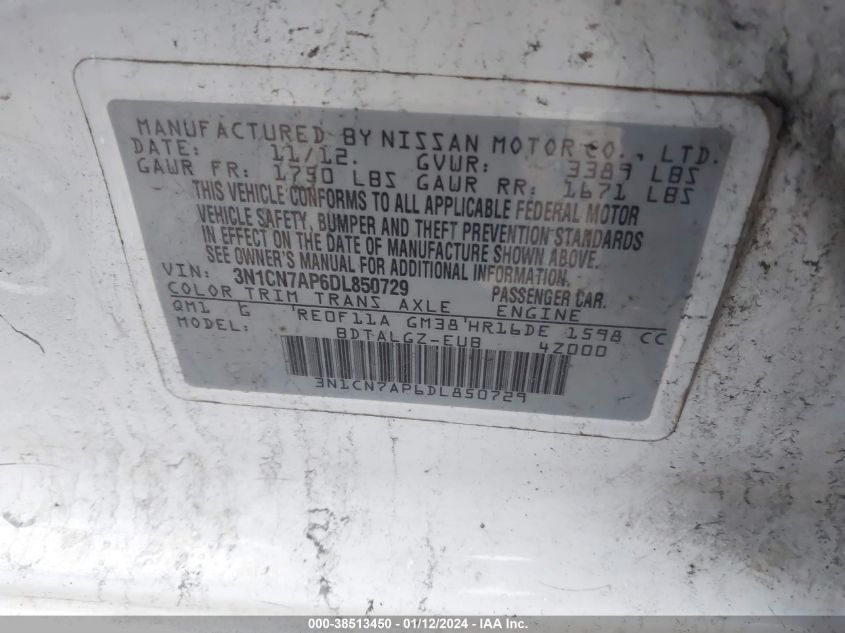 MANUFACTURED BY NISSAN MOTOR CO., LTD.
DATE: 11/12. GVWR: 3389 LBS
GAWR FR: 1730 LBS GAWR RR: 1671 LBS
THIS VEHICLE CONFORMS TO ALL APPLICABLE FEDERAL MOTOR
VEHICLE SAFETY, BUMPER AND THEFT PREVENTION STANDARDS
IN EFFECT ON THE DATE OF MANUFACTURE SHOWN ABOVE.
SEE OWNER'S MANUAL FOR ADDITIONAL INFORMATION.
VIN: 3N1CN7AP6DL850729 PASSENGER CAR.
COLOR TRIM TRANS AXLE ENGINE
QM1 G 'RE0F11A GM38'HR16DE 1598 CC
MODEL: BDTALGZ-EUB 4Z000
3N1CN7AP6DL850729
000-38513450 - 01/12/2024 - IAA Inc.